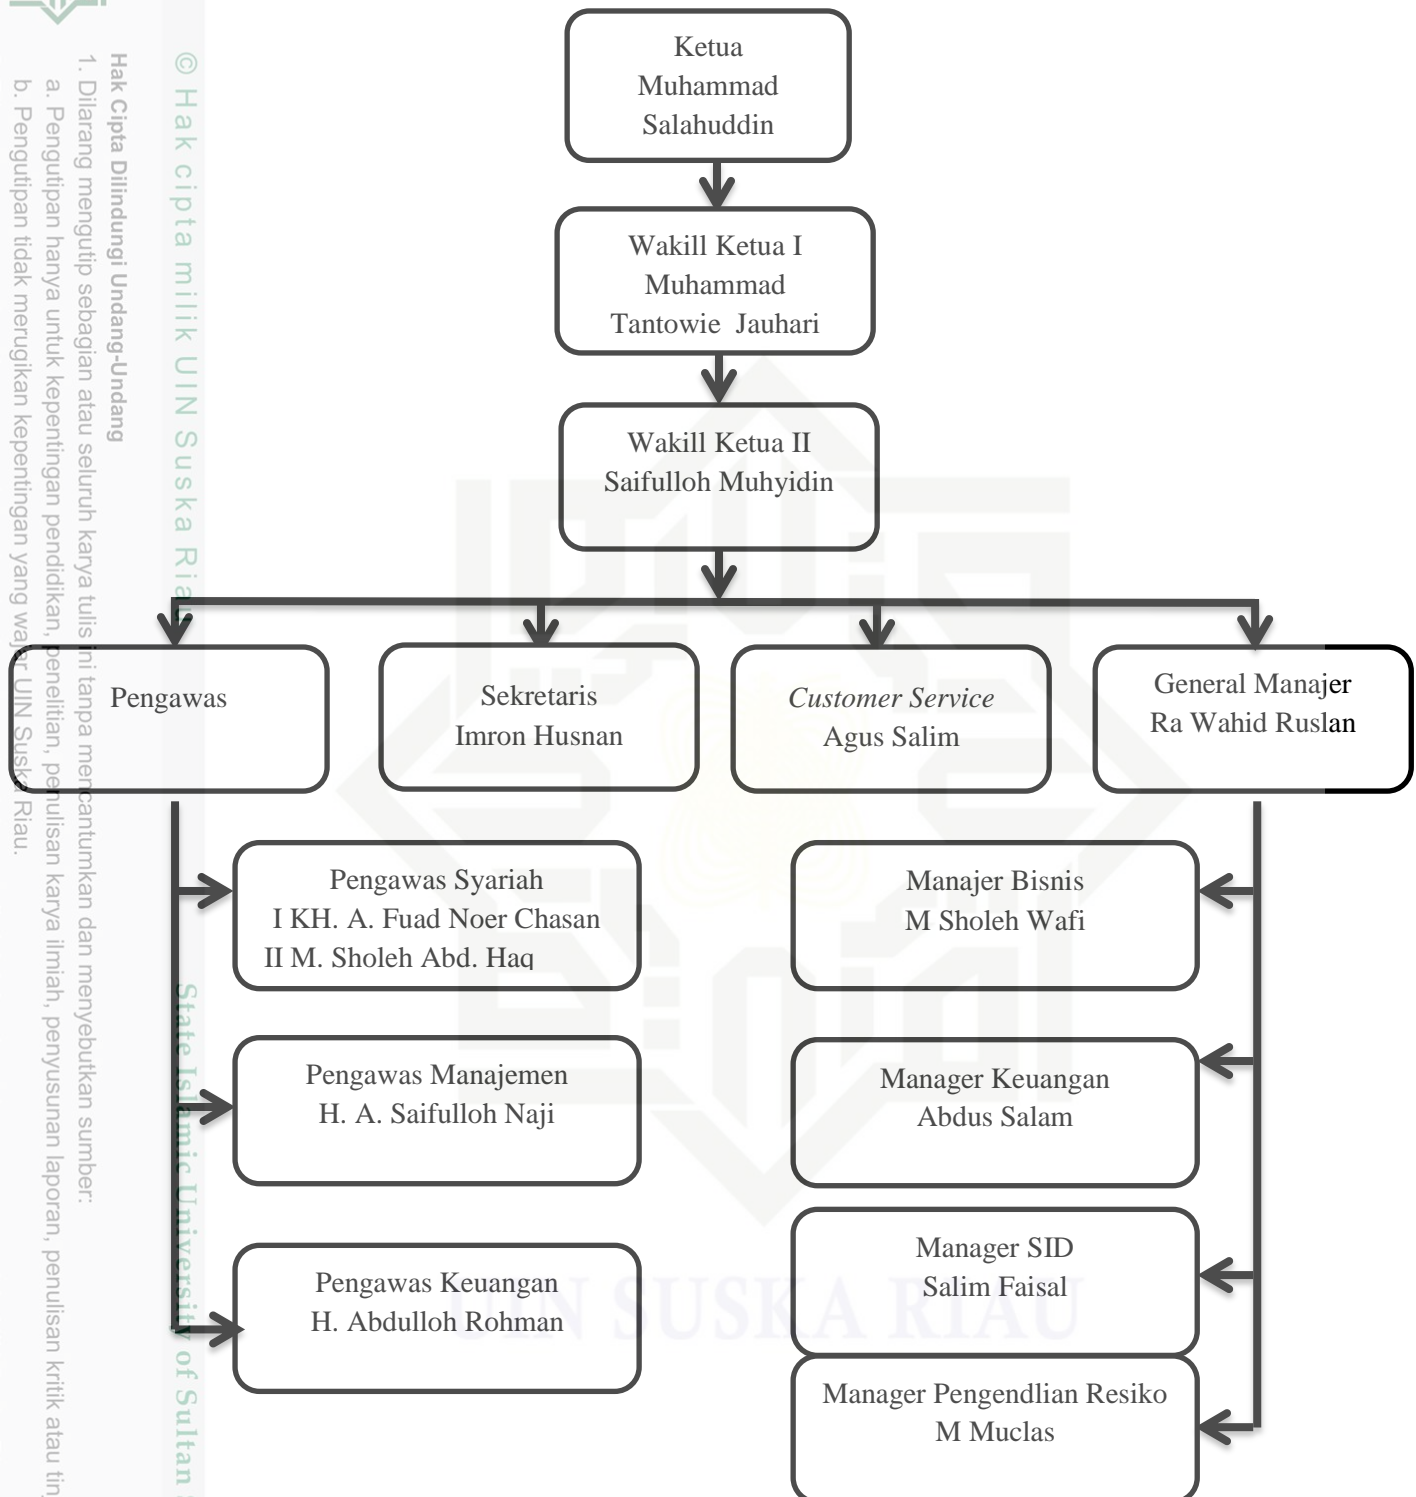 Ketua
Muhammad
Salahuddin
Wakill Ketua I
Muhammad
Tantowie Jauhari
Wakill Ketua II
Saifulloh Muhyidin
Pengawas
Sekretaris
Imron Husnan
Customer Service
Agus Salim
General Manajer
Ra Wahid Ruslan
Pengawas Syariah
I KH. A. Fuad Noer Chasan
II M. Sholeh Abd. Haq
Pengawas Manajemen
H. A. Saifulloh Naji
Pengawas Keuangan
H. Abdulloh Rohman
Manajer Bisnis
M Sholeh Wafi
Manager Keuangan
Abdus Salam
Manager SID
Salim Faisal
Manager Pengendlian Resiko
M Muclas
UIN SUSKA RIAU
© Hak cipta milik UIN Suska Riau
State Islamic University of Sultan
Hak Cipta Dilindungi Undang-Undang
1. Dilarang mengutip sebagian atau seluruh karya tulis ini tanpa mencantumkan dan menyebutkan sumber:
a. Pengutipan hanya untuk kepentingan pendidikan, penelitian, penulisan karya ilmiah, penyusunan laporan, penulisan kritik atau
b. Pengutipan tidak merugikan kepentingan yang wajar UIN Suska Riau.